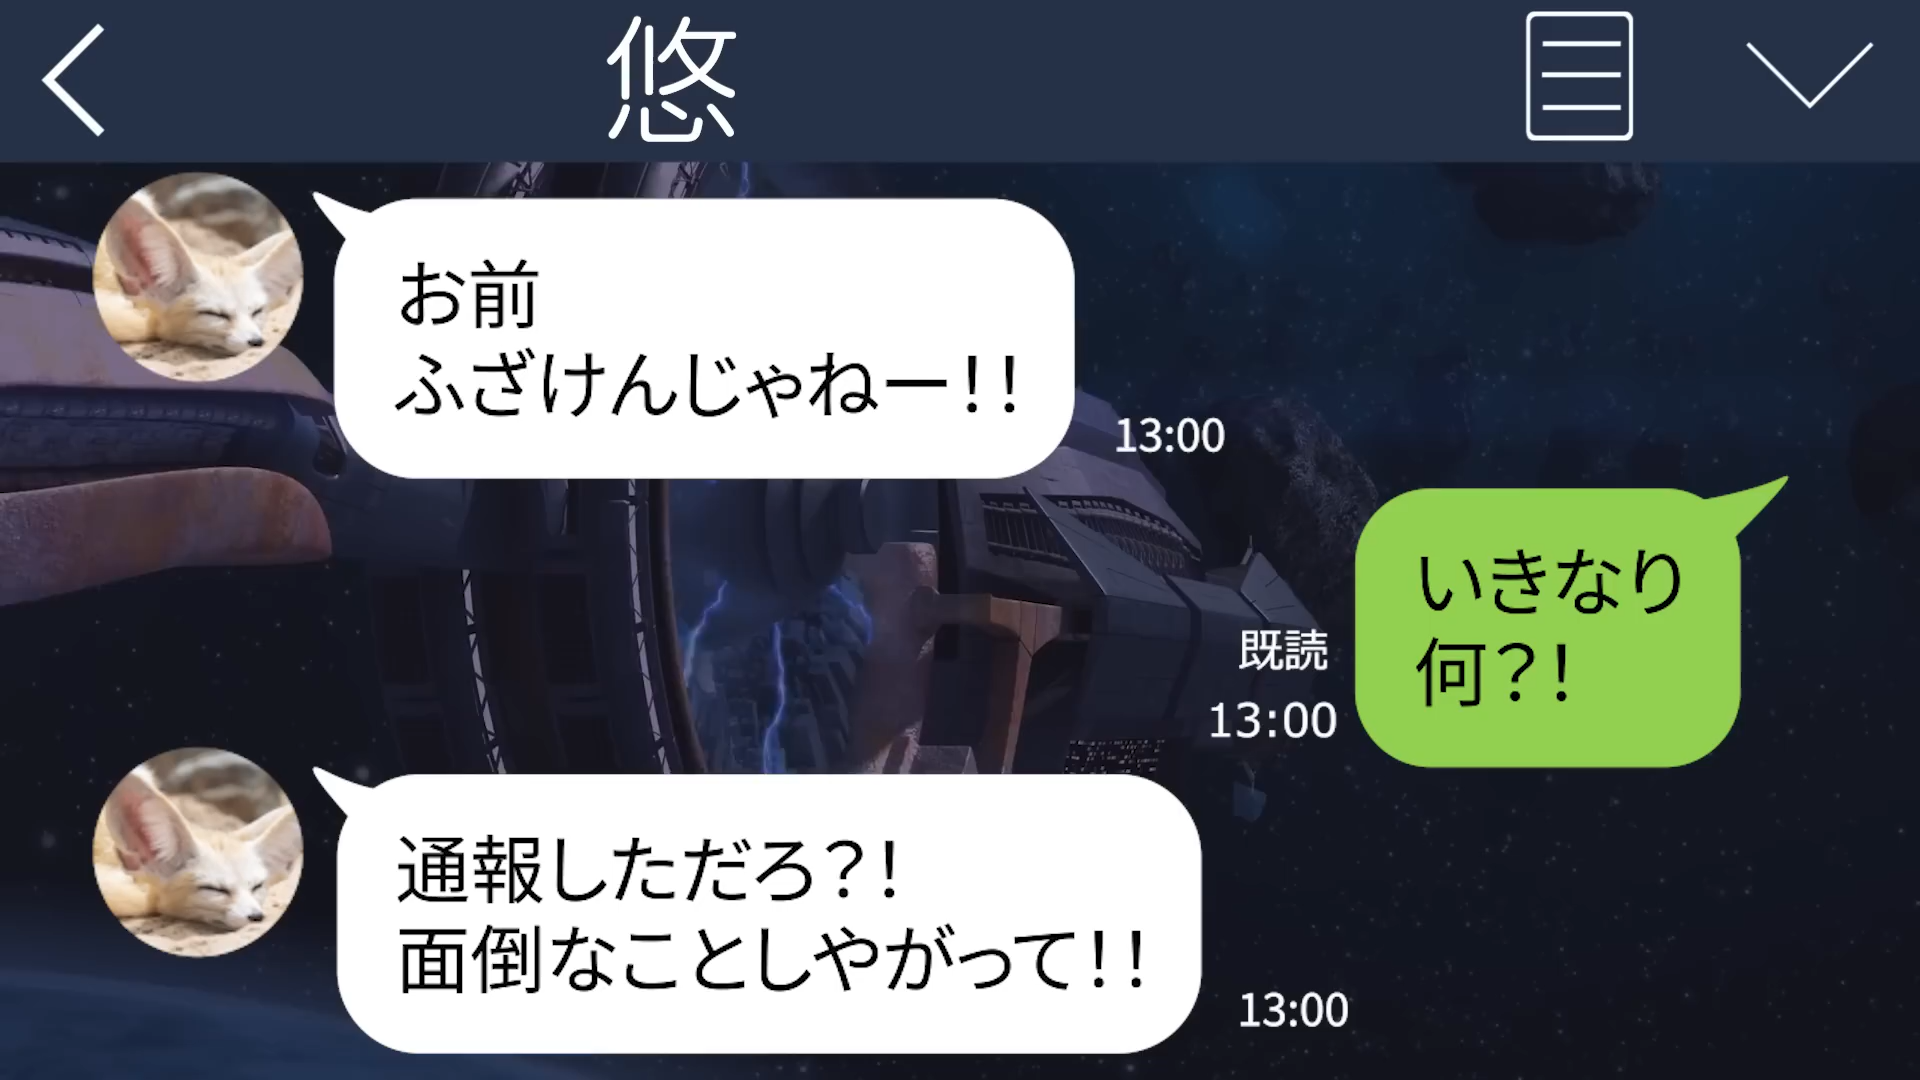 悠
お前
ふざけんじゃねー！！
13:00
いきなり
何？！
既読
13:00
通報しただろ？！
面倒なことしやがって！！
13:00